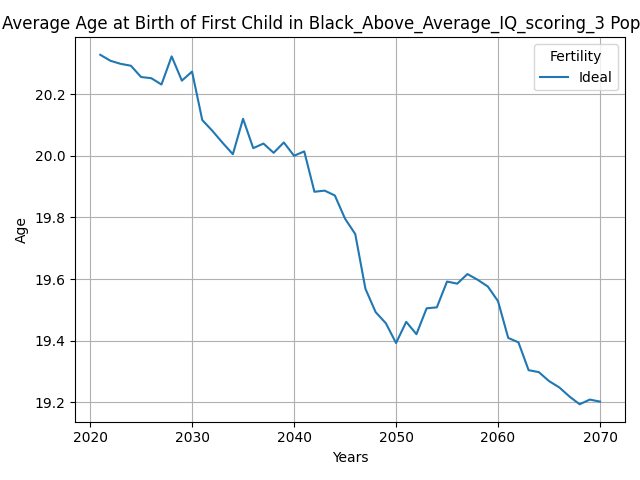 Average Age at Birth of First Child in Black_Above_Average_IQ_scoring_3 Pop
Fertility
Ideal
20.2
20.0
19.8
19.6
19.4
19.2
Age
2020 2030 2040 2050 2060 2070
Years